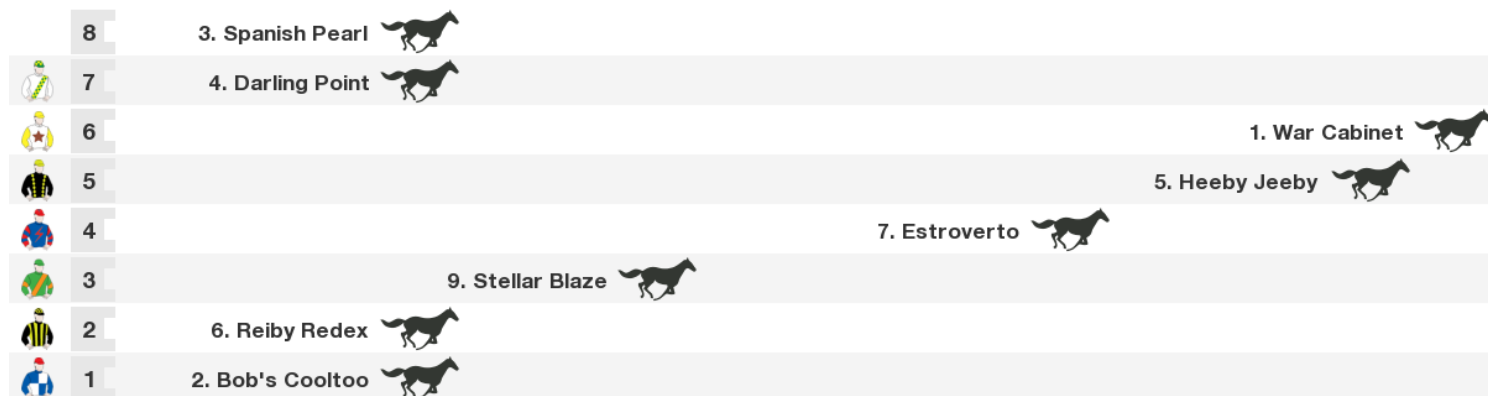 8 3. Spanish Pearl
7 4. Darling Point
6 1. War Cabinet
5 5. Heeby Jeeby
4 7. Estroverto
3 9. Stellar Blaze
2 6. Reiby Redex
1 2. Bob's Cooltoo